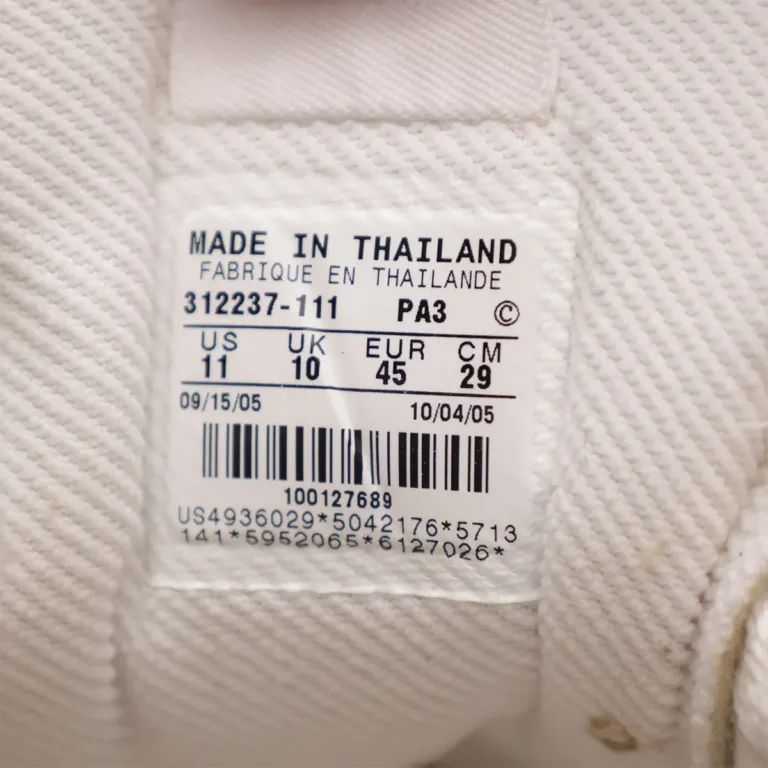 MADE IN THAILAND
FABRIQUE EN THAILANDE
312237-111 PA3 ©
US UK EUR CM
11 10 45 29
09/15/05 10/04/05
100127689
US4936029*5042176*5713
141*5952065*6127026*